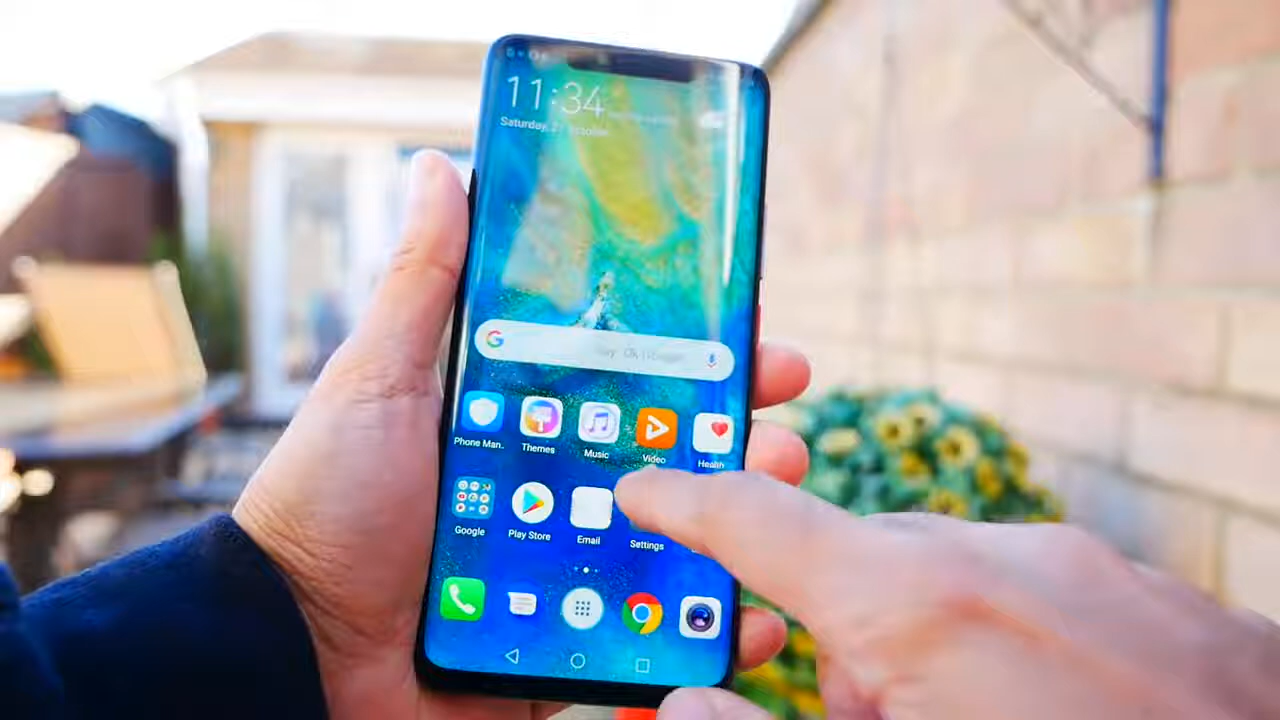 11:34
Saturday, 27 October
Phone Man..
Themes
Music
Video
Health
Google
Play Store
Email
Settings